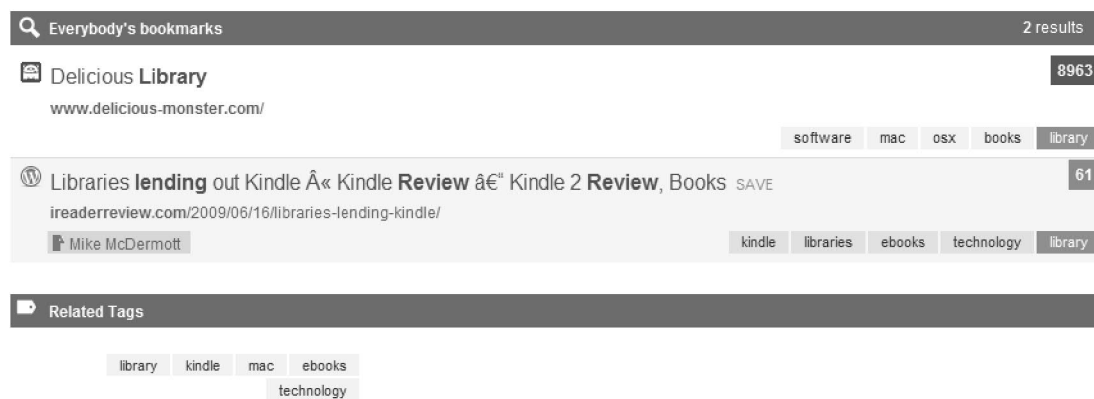 Everybody's bookmarks 2 results
Delicious Library 8963
www.delicious-monster.com/
software mac osx books library
Libraries lending out Kindle Â« Kindle Review â€“ Kindle 2 Review, Books SAVE 61
ireaderreview.com/2009/06/16/libraries-lending-kindle/
Mike McDermott kindle libraries ebooks technology library
Related Tags
library kindle mac ebooks
technology